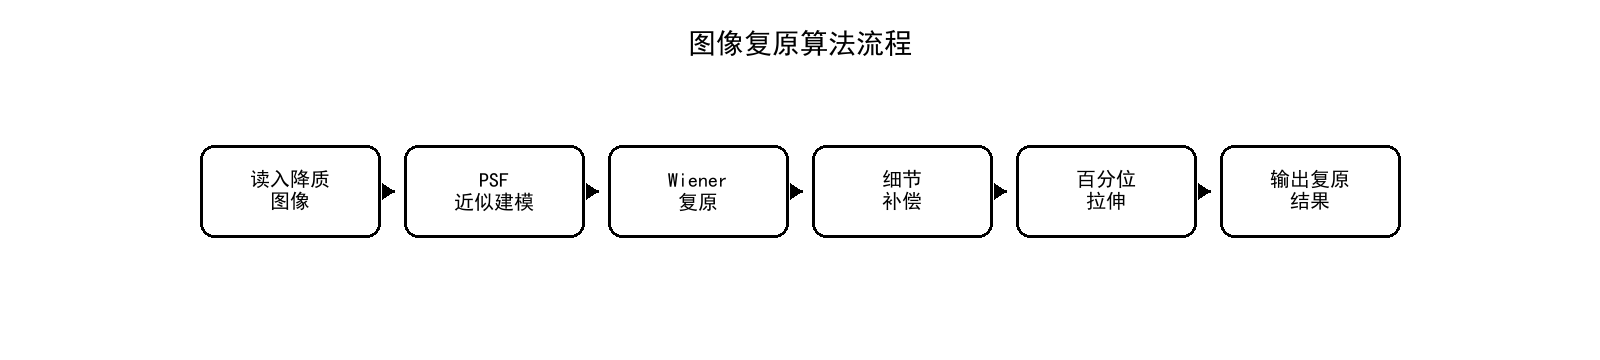 图像复原算法流程
读入降质
图像
PSF
近似建模
Wiener
复原
细节
补偿
百分位
拉伸
输出复原
结果